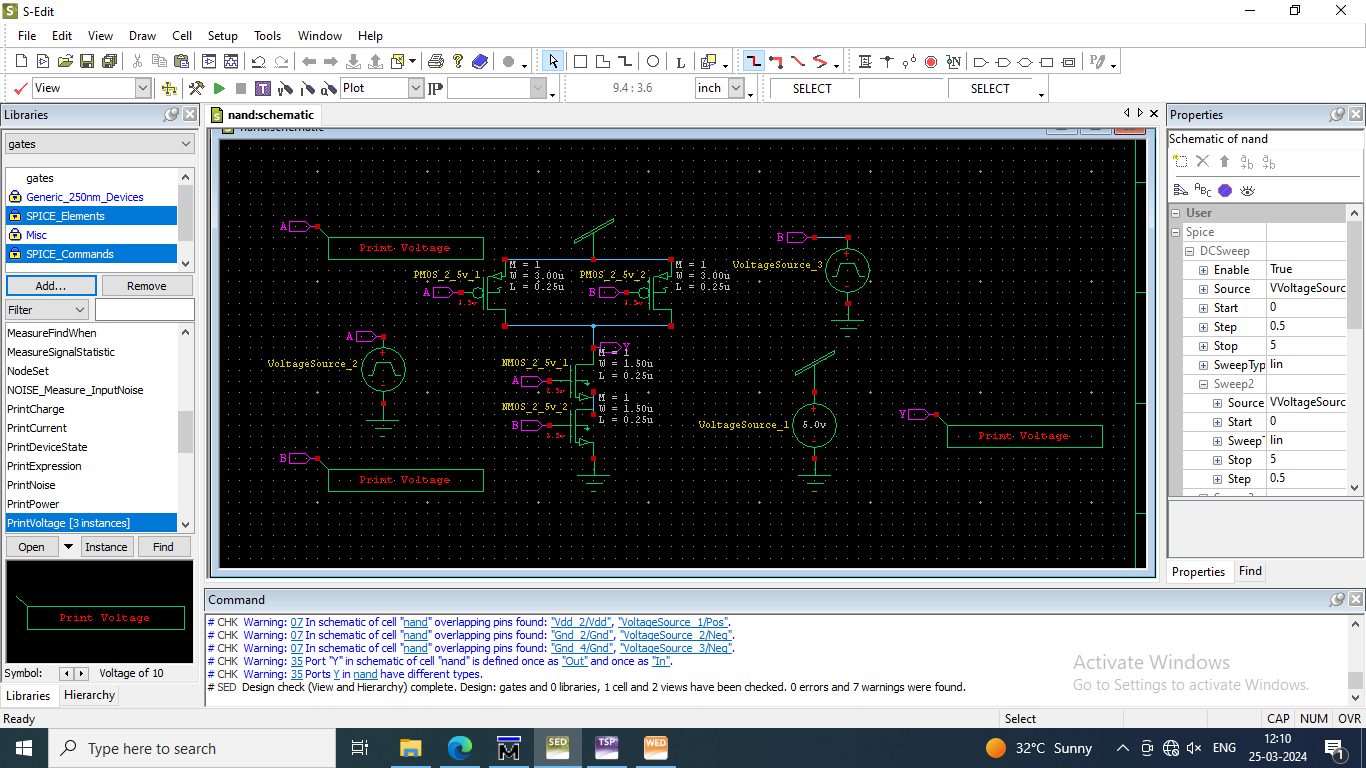 S-Edit
File Edit View Draw Cell Setup Tools Window Help
View Plot 9.4 : 3.6 inch SELECT SELECT
Libraries
gates
gates
Generic_250nm_Devices
SPICE_Elements
Misc
SPICE_Commands
Add... Remove
Filter
MeasureFindWhen
MeasureSignalStatistic
NodeSet
NOISE_Measure_InputNoise
PrintCharge
PrintCurrent
PrintDeviceState
PrintExpression
PrintNoise
PrintPower
PrintVoltage [3 instances]
Open Instance Find
Print Voltage
Symbol: Voltage of 10
Libraries Hierarchy
nand:schematic
nand:schematic
A
Print Voltage
PMOS_2_5v_1
M = 1
W = 3.00u
L = 0.25u
A
PMOS_2_5v_2
M = 1
W = 3.00u
L = 0.25u
B
B
VoltageSource_3
A
VoltageSource_2
Y
NMOS_2_5v_1
M = 1
W = 1.50u
L = 0.25u
A
NMOS_2_5v_2
M = 1
W = 1.50u
L = 0.25u
B
VoltageSource_1
5.0v
Y
Print Voltage
B
Print Voltage
Properties
Schematic of nand
User
Spice
DCSweep
Enable True
Source VVoltageSourc
Start 0
Step 0.5
Stop 5
SweepTyp lin
Sweep2
Source VVoltageSourc
Start 0
Sweep lin
Stop 5
Step 0.5
Properties Find
Command
# CHK Warning: 07 In schematic of cell "nand" overlapping pins found: "Vdd_2/Vdd", "VoltageSource_1/Pos".
# CHK Warning: 07 In schematic of cell "nand" overlapping pins found: "Gnd_2/Gnd", "VoltageSource_2/Neg".
# CHK Warning: 07 In schematic of cell "nand" overlapping pins found: "Gnd_4/Gnd", "VoltageSource_3/Neg".
# CHK Warning: 35 Port "Y" in schematic of cell "nand" is defined once as "Out" and once as "In".
# CHK Warning: 35 Ports Y in nand have different types.
# SED Design check (View and Hierarchy) complete. Design: gates and 0 libraries, 1 cell and 2 views have been checked. 0 errors and 7 warnings were found.
Activate Windows
Go to Settings to activate Windows.
Ready Select CAP NUM OVR
Type here to search
SED TSP WED
32°C Sunny
ENG
12:10
25-03-2024
1